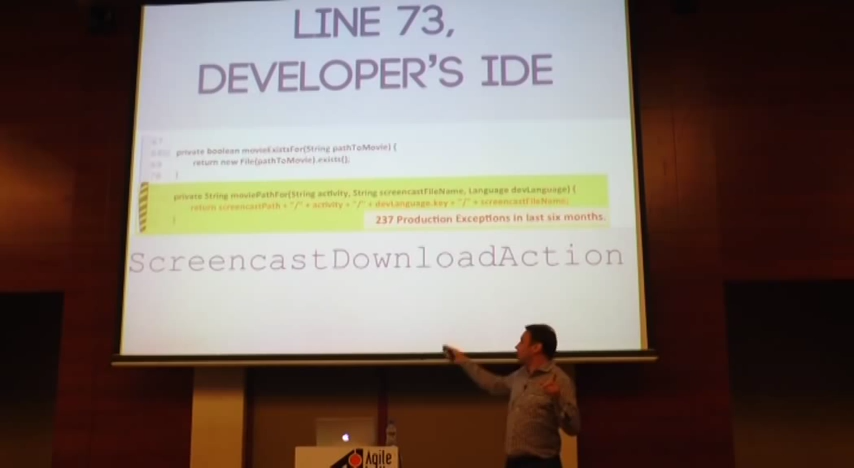 LINE 73,
DEVELOPER'S IDE
private boolean movieExistsFor(String pathToMovie) {
return new File(pathToMovie).exists();
}
private String moviePathFor(String activity, String screencastFileName, Language devLanguage) {
return screencastPath + "/" + activity + "/" + devLanguage.key + "/" + screencastFileName;
}
237 Production Exceptions in last six months.
ScreencastDownloadAction
Agile